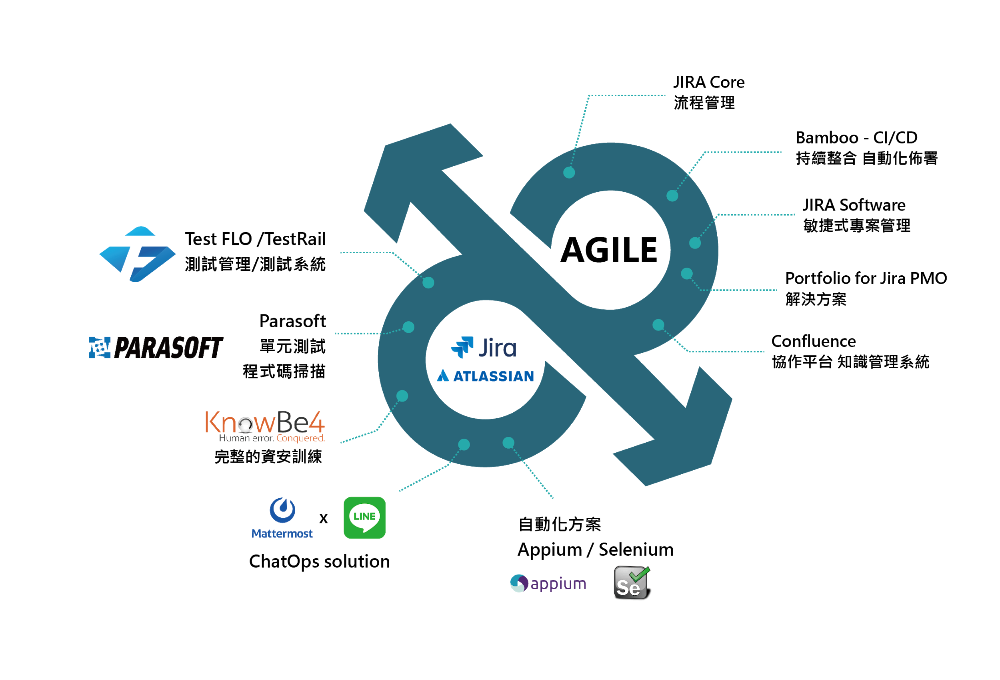 JIRA Core
流程管理
Bamboo - CI/CD
持續整合 自動化佈署
JIRA Software
敏捷式專案管理
AGILE
Portfolio for Jira PMO
解決方案
Confluence
協作平台 知識管理系統
Test FLO /TestRail
測試管理/測試系統
Parasoft
單元測試
程式碼掃描
PARASOFT
Jira
ATLASSIAN
KnowBe4
Human error. Conquered.
完整的資安訓練
Mattermost
x
LINE
ChatOps solution
自動化方案
Appium / Selenium
appium
Se